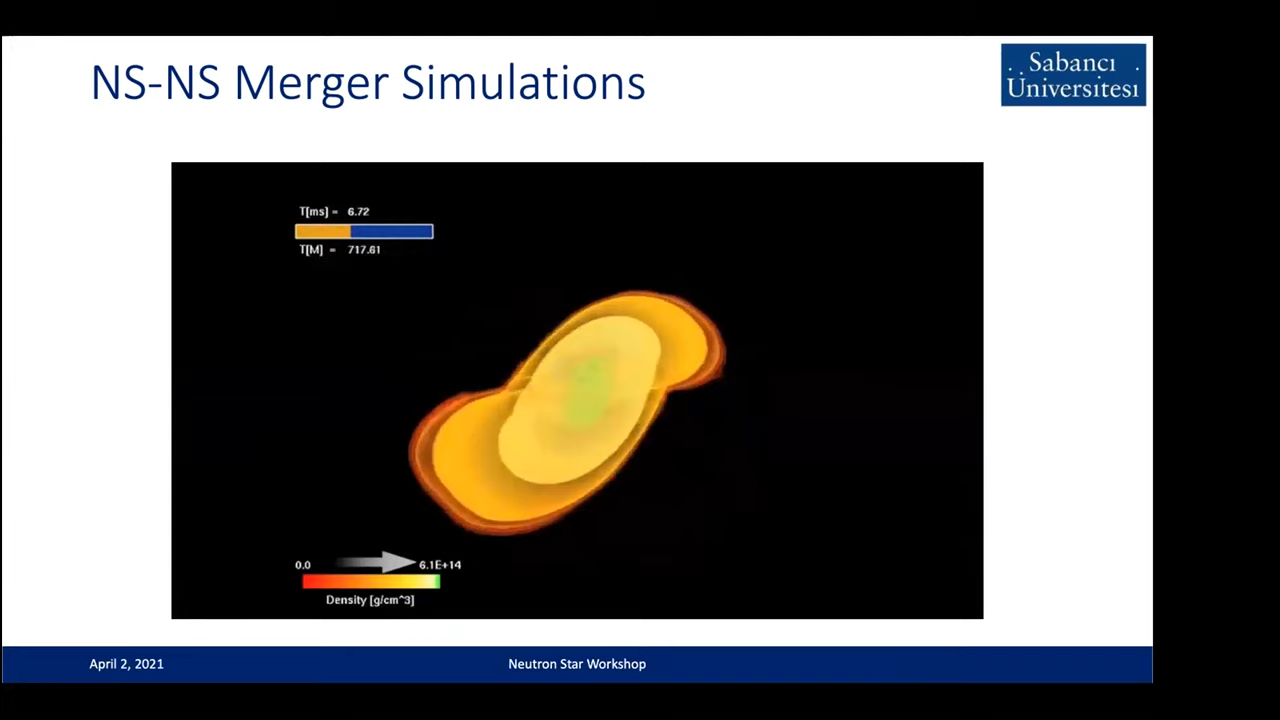 NS-NS Merger Simulations
Sabancı
Üniversitesi
T[ms] = 6.72
T[M] = 717.61
0.0 6.1E+14
Density [g/cm^3]
April 2, 2021 Neutron Star Workshop